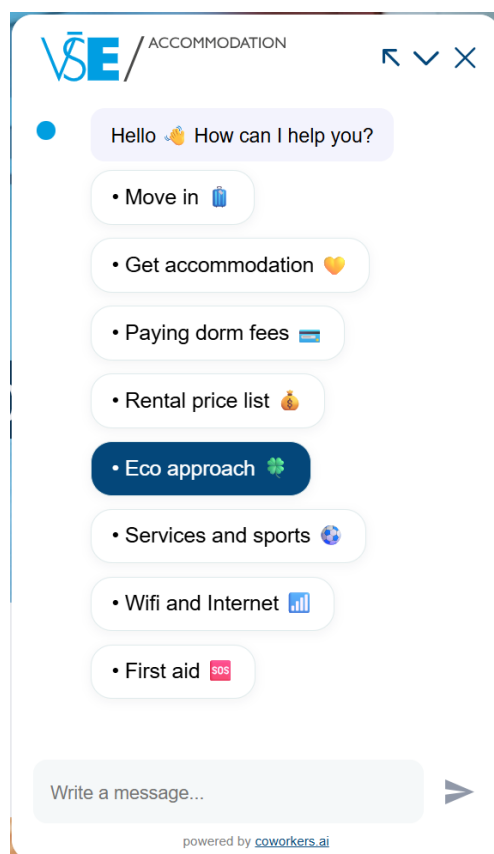 VŠE/ACCOMMODATION
Hello 👋 How can I help you?
• Move in 🧳
• Get accommodation 🧡
• Paying dorm fees 💳
• Rental price list 💰
• Eco approach 🍀
• Services and sports ⚽
• Wifi and Internet 📶
• First aid 🆘
Write a message...
powered by coworkers.ai